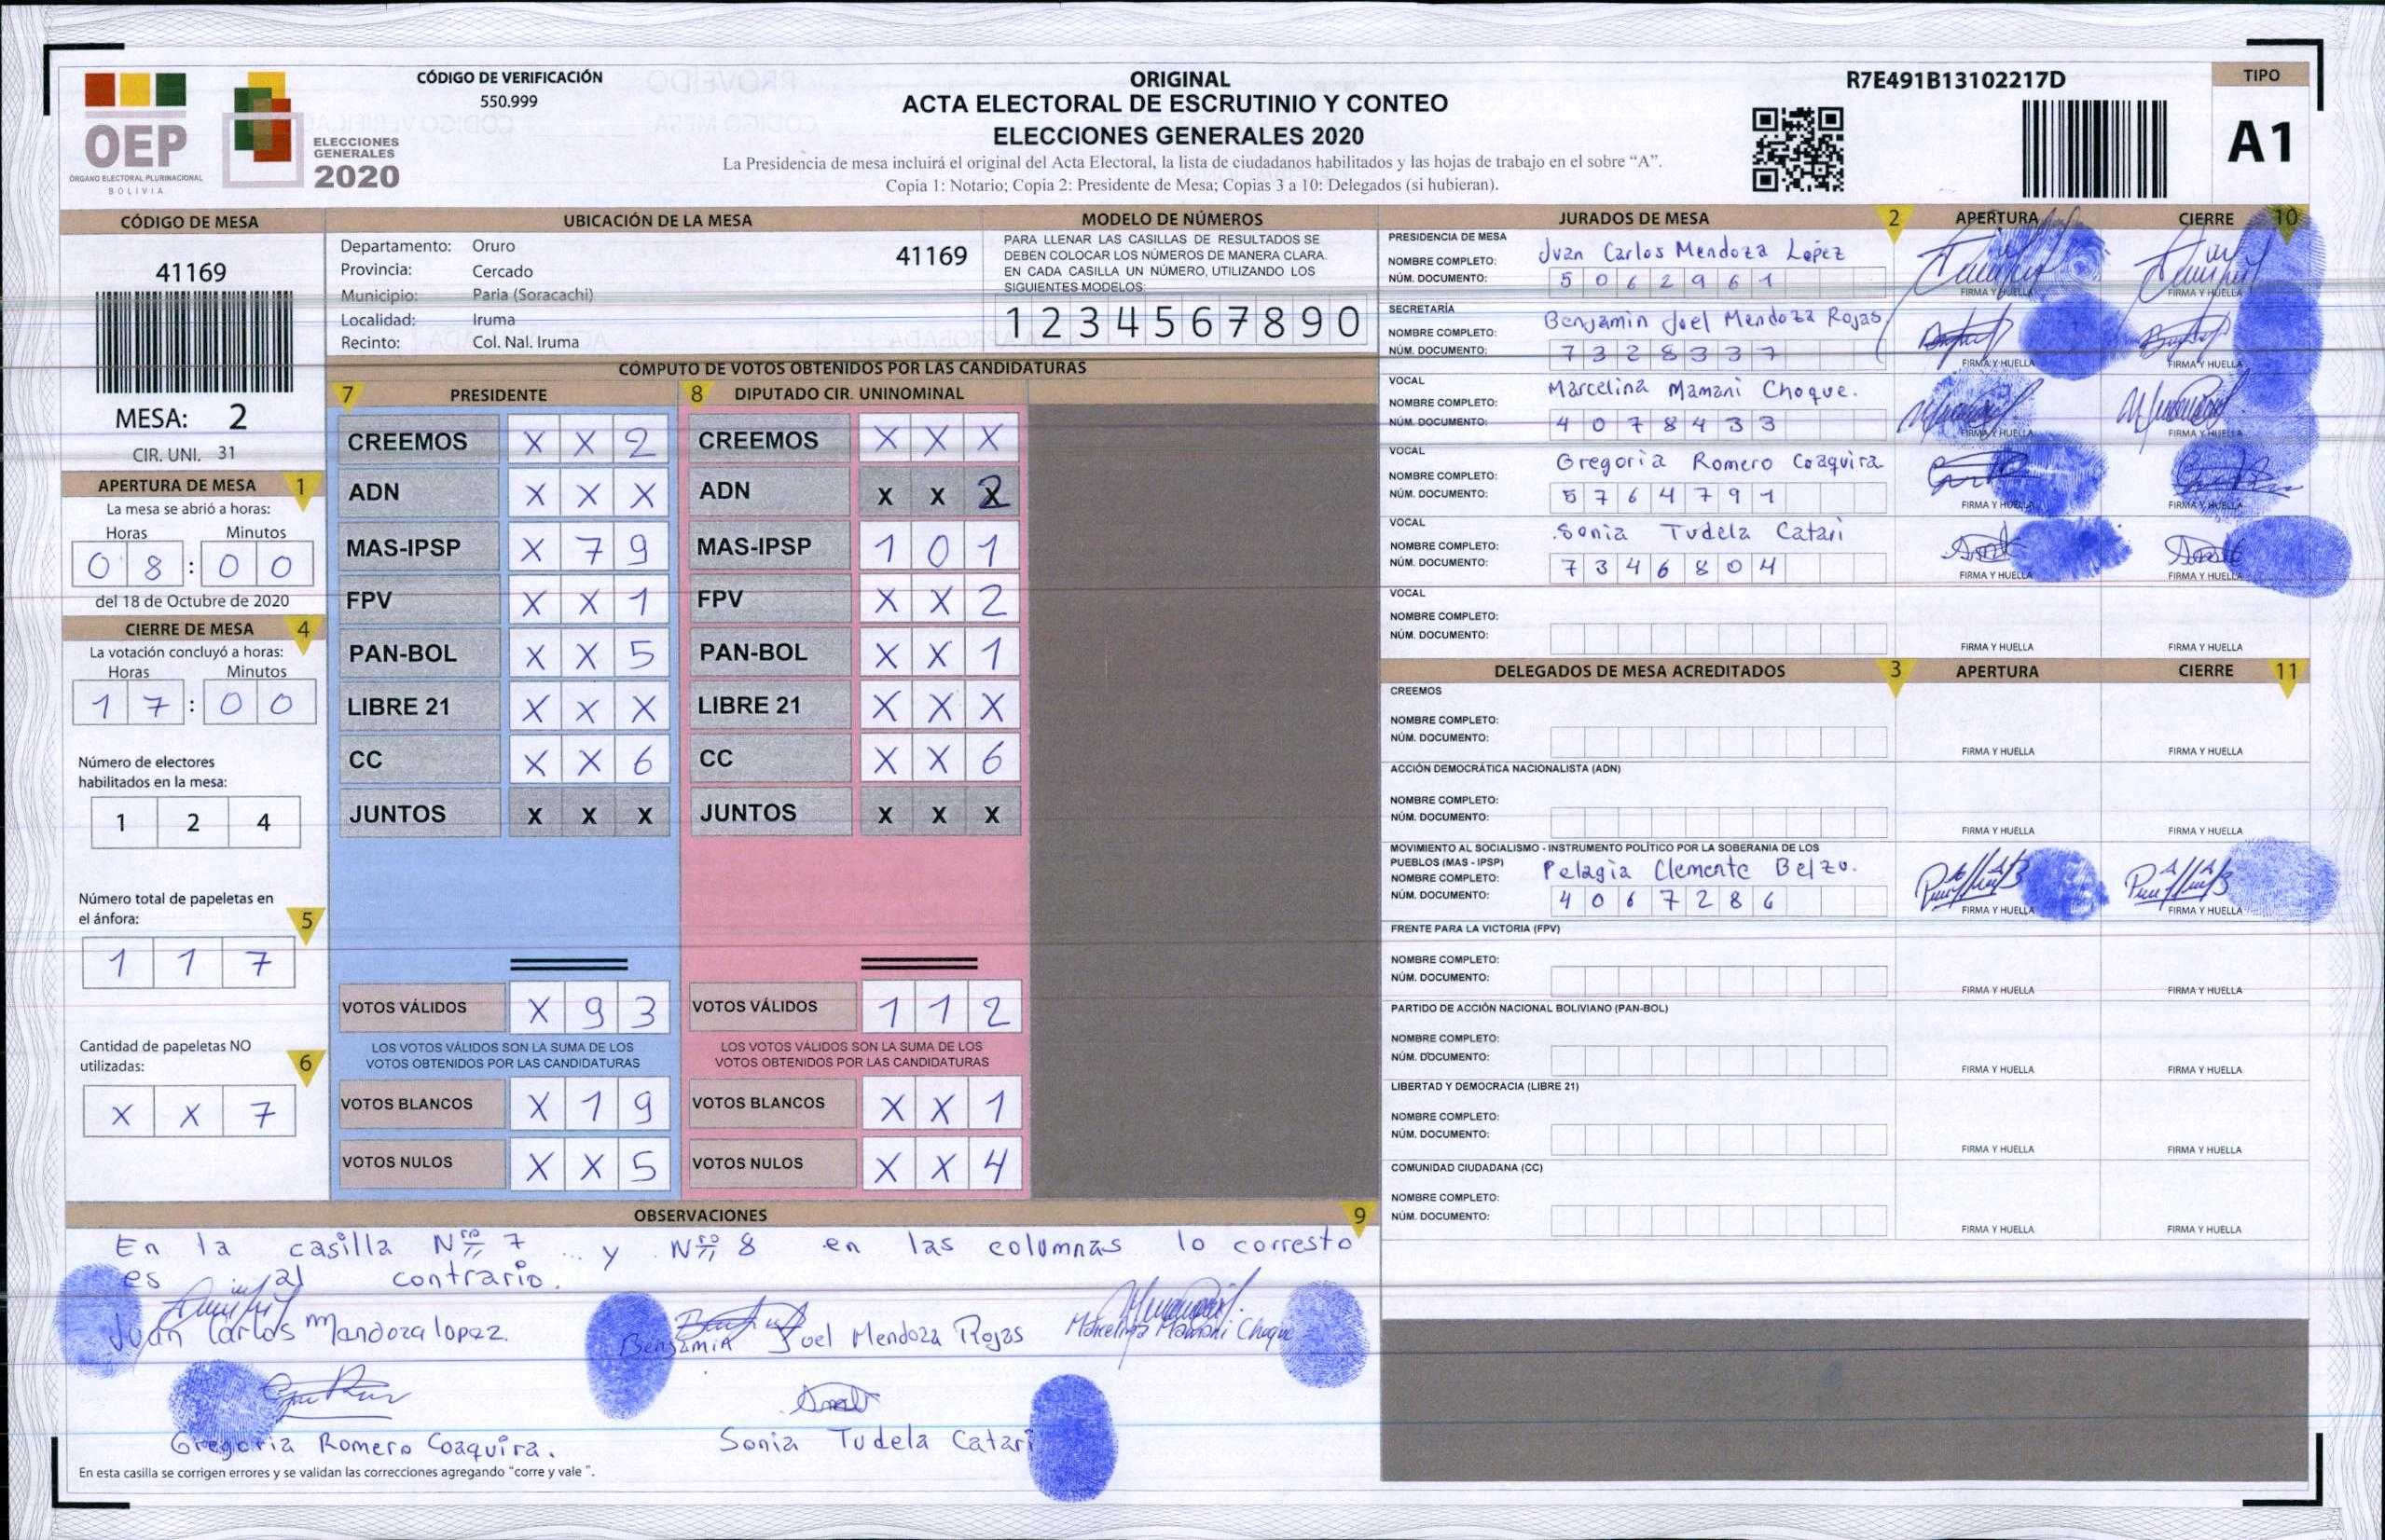 CÓDIGO DE VERIFICACIÓN
550.999
OEP
ÓRGANO ELECTORAL PLURINACIONAL
BOLIVIA
ELECCIONES
GENERALES
2020
ORIGINAL
ACTA ELECTORAL DE ESCRUTINIO Y CONTEO
ELECCIONES GENERALES 2020
La Presidencia de mesa incluirá el original del Acta Electoral, la lista de ciudadanos habilitados y las hojas de trabajo en el sobre “A”.
Copia 1: Notario; Copia 2: Presidente de Mesa; Copias 3 a 10: Delegados (si hubieran).
R7E491B13102217D
TIPO
A1
CÓDIGO DE MESA
41169
MESA: 2
CIR. UNI. 31
APERTURA DE MESA 1
La mesa se abrió a horas:
Horas Minutos
0 8 : 0 0
del 18 de Octubre de 2020
CIERRE DE MESA 4
La votación concluyó a horas:
Horas Minutos
1 7 : 0 0
Número de electores
habilitados en la mesa:
1 2 4
Número total de papeletas en
el ánfora: 5
1 1 7
Cantidad de papeletas NO
utilizadas: 6
X X 7
UBICACIÓN DE LA MESA
Departamento: Oruro 41169
Provincia: Cercado
Municipio: Paria (Soracachi)
Localidad: Iruma
Recinto: Col. Nal. Iruma
MODELO DE NÚMEROS
PARA LLENAR LAS CASILLAS DE RESULTADOS SE
DEBEN COLOCAR LOS NÚMEROS DE MANERA CLARA.
EN CADA CASILLA UN NÚMERO, UTILIZANDO LOS
SIGUIENTES MODELOS:
1 2 3 4 5 6 7 8 9 0
CÓMPUTO DE VOTOS OBTENIDOS POR LAS CANDIDATURAS
7 PRESIDENTE
CREEMOS X X 2
ADN X X X
MAS-IPSP X 7 9
FPV X X 1
PAN-BOL X X 5
LIBRE 21 X X X
CC X X 6
JUNTOS X X X
VOTOS VÁLIDOS X 9 3
LOS VOTOS VÁLIDOS SON LA SUMA DE LOS
VOTOS OBTENIDOS POR LAS CANDIDATURAS
VOTOS BLANCOS X 1 9
VOTOS NULOS X X 5
8 DIPUTADO CIR. UNINOMINAL
CREEMOS X X X
ADN X X 2
MAS-IPSP 1 0 1
FPV X X 2
PAN-BOL X X 1
LIBRE 21 X X X
CC X X 6
JUNTOS X X X
VOTOS VÁLIDOS 1 1 2
LOS VOTOS VÁLIDOS SON LA SUMA DE LOS
VOTOS OBTENIDOS POR LAS CANDIDATURAS
VOTOS BLANCOS X X 1
VOTOS NULOS X X 4
JURADOS DE MESA 2 APERTURA CIERRE 10
PRESIDENCIA DE MESA
NOMBRE COMPLETO: Juan Carlos Mendoza López
NÚM. DOCUMENTO: 5 0 6 2 9 6 1
FIRMA Y HUELLA FIRMA Y HUELLA
SECRETARÍA
NOMBRE COMPLETO: Benjamin Joel Mendoza Rojas
NÚM. DOCUMENTO: 7 3 2 8 3 3 7
FIRMA Y HUELLA FIRMA Y HUELLA
VOCAL
NOMBRE COMPLETO: Marcelina Mamani Choque.
NÚM. DOCUMENTO: 4 0 7 8 4 3 3
FIRMA Y HUELLA FIRMA Y HUELLA
VOCAL
NOMBRE COMPLETO: Gregoria Romero Coaquira
NÚM. DOCUMENTO: 5 7 6 4 7 9 1
FIRMA Y HUELLA FIRMA Y HUELLA
VOCAL
NOMBRE COMPLETO: Sonia Tudela Catari
NÚM. DOCUMENTO: 7 3 4 6 8 0 4
FIRMA Y HUELLA FIRMA Y HUELLA
VOCAL
NOMBRE COMPLETO:
NÚM. DOCUMENTO:
FIRMA Y HUELLA FIRMA Y HUELLA
DELEGADOS DE MESA ACREDITADOS 3 APERTURA CIERRE 11
CREEMOS
NOMBRE COMPLETO:
NÚM. DOCUMENTO:
FIRMA Y HUELLA FIRMA Y HUELLA
ACCIÓN DEMOCRÁTICA NACIONALISTA (ADN)
NOMBRE COMPLETO:
NÚM. DOCUMENTO:
FIRMA Y HUELLA FIRMA Y HUELLA
MOVIMIENTO AL SOCIALISMO - INSTRUMENTO POLÍTICO POR LA SOBERANIA DE LOS
PUEBLOS (MAS - IPSP)
NOMBRE COMPLETO: Pelagia Clemente Belzo.
NÚM. DOCUMENTO: 4 0 6 7 2 8 6
FIRMA Y HUELLA FIRMA Y HUELLA
FRENTE PARA LA VICTORIA (FPV)
NOMBRE COMPLETO:
NÚM. DOCUMENTO:
FIRMA Y HUELLA FIRMA Y HUELLA
PARTIDO DE ACCIÓN NACIONAL BOLIVIANO (PAN-BOL)
NOMBRE COMPLETO:
NÚM. DOCUMENTO:
FIRMA Y HUELLA FIRMA Y HUELLA
LIBERTAD Y DEMOCRACIA (LIBRE 21)
NOMBRE COMPLETO:
NÚM. DOCUMENTO:
FIRMA Y HUELLA FIRMA Y HUELLA
COMUNIDAD CIUDADANA (CC)
NOMBRE COMPLETO:
NÚM. DOCUMENTO:
FIRMA Y HUELLA FIRMA Y HUELLA
OBSERVACIONES 9
En la casilla Nro 7 .. y Nro 8 en las columnas lo corresto
es al contrario.
Juan Carlos Mandoza lopez. Benjamin Joel Mendoza Rojas Marcelina Mamani Choque
Gregoria Romero Coaquira. Sonia Tudela Catari
En esta casilla se corrigen errores y se validan las correcciones agregando “corre y vale ”.